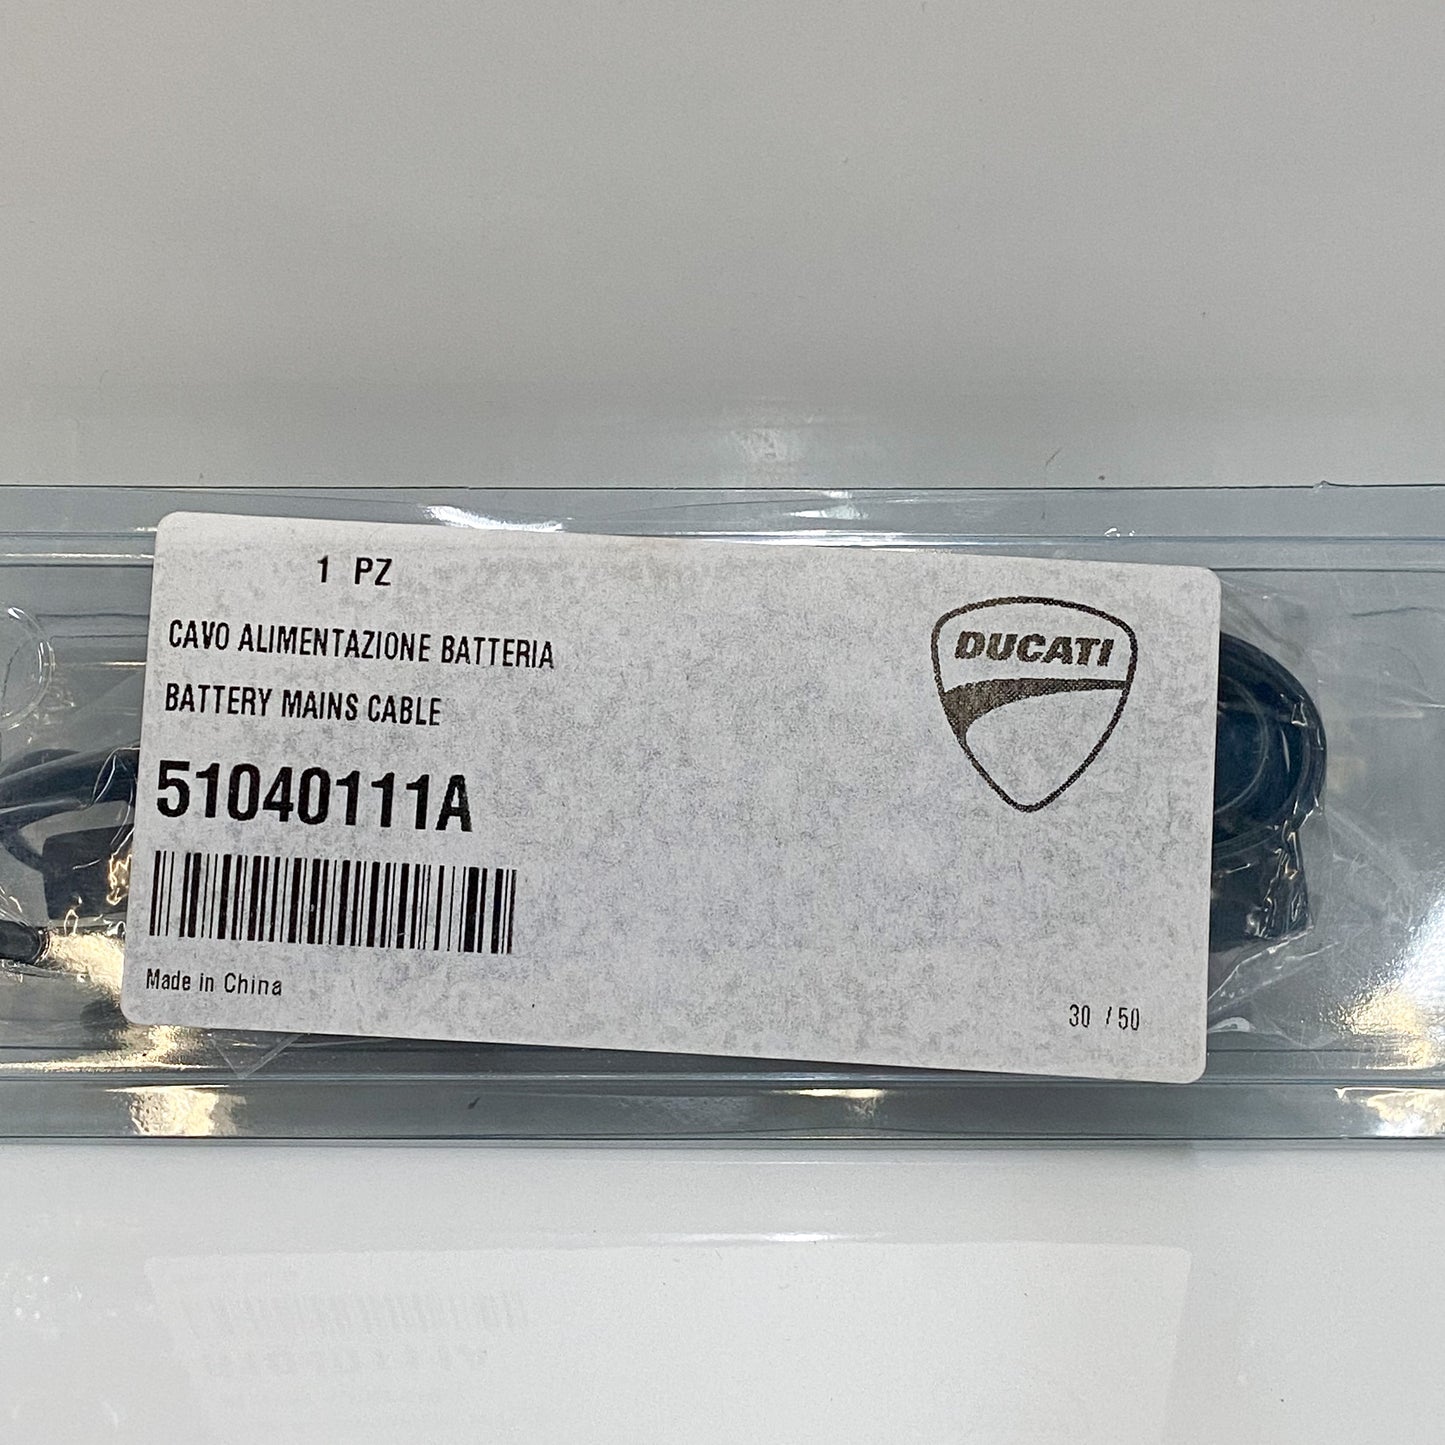 1 PZ
CAVO ALIMENTAZIONE BATTERIA
BATTERY MAINS CABLE
51040111A
Made in China
DUCATI
30 / 50